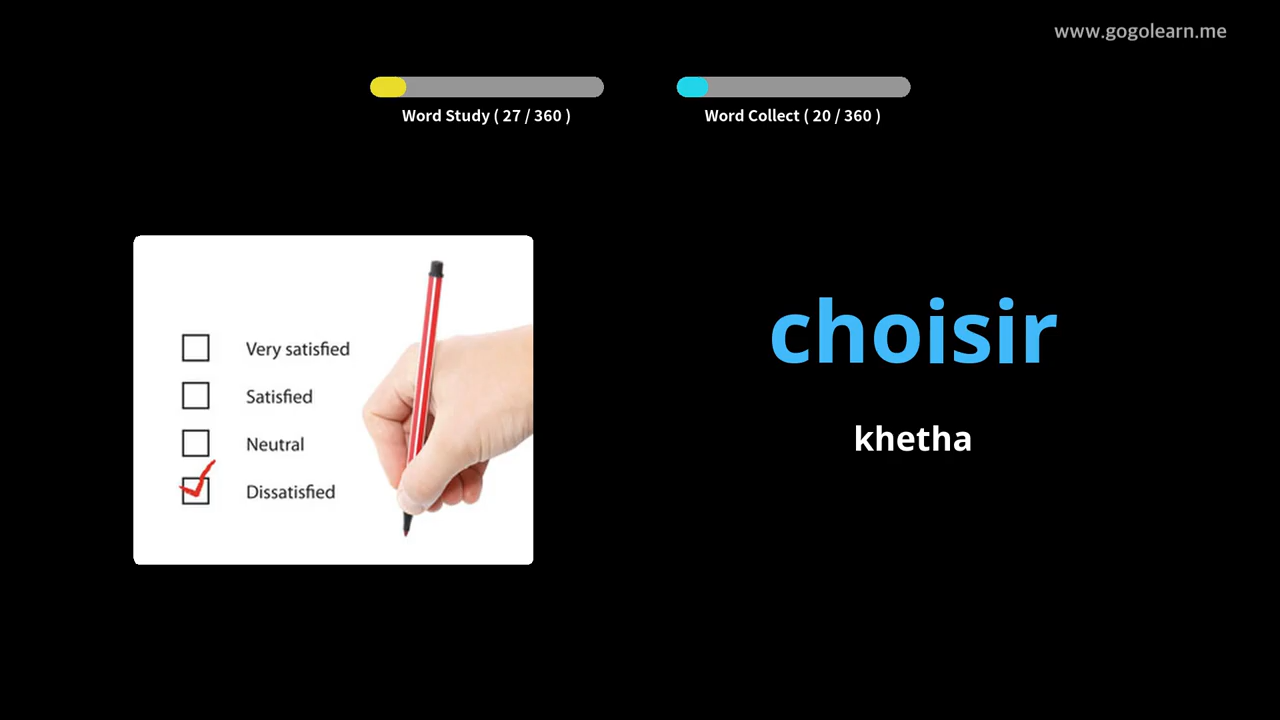 www.gogolearn.me
Word Study ( 27 / 360 )
Word Collect ( 20 / 360 )
Very satisfied
Satisfied
Neutral
Dissatisfied
choisir
khetha